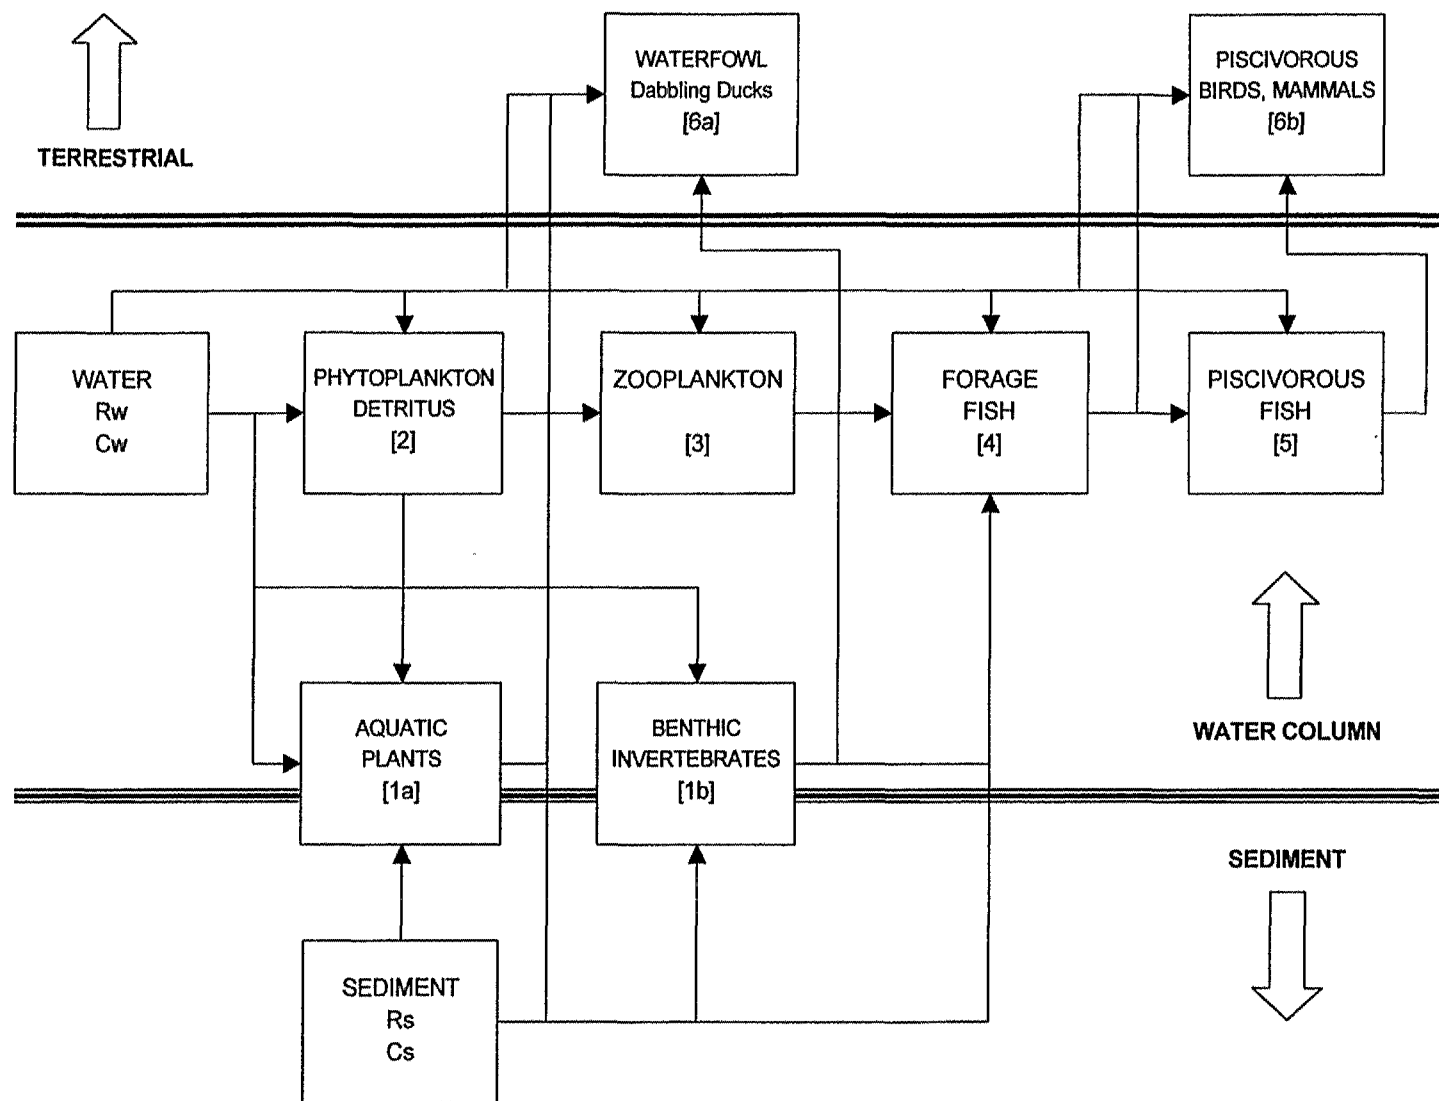 WATERFOWL
Dabbling Ducks
[6a]
PISCIVOROUS
BIRDS, MAMMALS
[6b]
TERRESTRIAL
WATER
Rw
Cw
PHYTOPLANKTON
DETRITUS
[2]
ZOOPLANKTON
[3]
FORAGE
FISH
[4]
PISCIVOROUS
FISH
[5]
AQUATIC
PLANTS
[1a]
BENTHIC
INVERTEBRATES
[1b]
WATER COLUMN
SEDIMENT
SEDIMENT
Rs
Cs